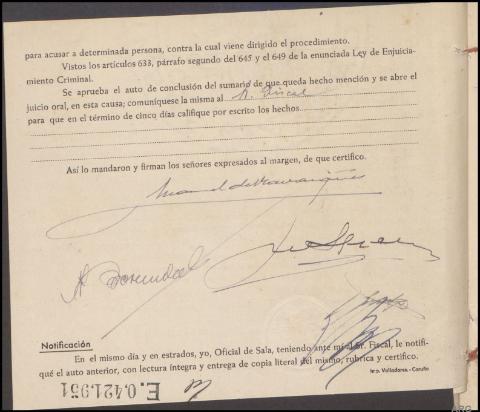 para acusar a determinada persona, contra la cual viene dirigido el procedimiento.
Vistos los artículos 633, párrafo segundo del 645 y el 649 de la enunciada Ley de Enjuicia-
miento Criminal.
Se aprueba el auto de conclusión del sumario de que queda hecho mención y se abre el
juicio oral, en esta causa; comuníquese la misma al Sr. Fiscal
para que en el término de cinco días califique por escrito los hechos
Así lo mandaron y firman los señores expresados al margen, de que certifico.
Notificación
En el mismo día y en estrados, yo, Oficial de Sala, teniendo ante mí al Sr. Fiscal, le notifi-
qué el auto anterior, con lectura íntegra y entrega de copia literal del mismo, rubrica y certifico.
Imp. Valladares. - Coruña
E. 0.421.951